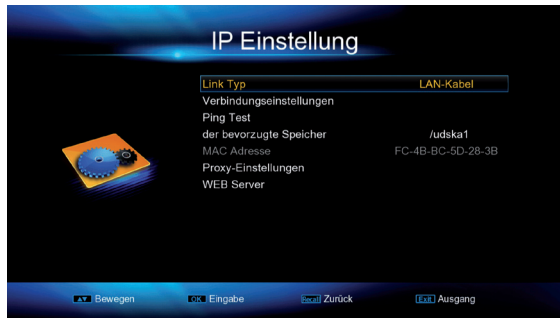 IP Einstellung
Link Typ LAN-Kabel
Verbindungseinstellungen
Ping Test
der bevorzugte Speicher /udska1
MAC Adresse FC-4B-BC-5D-28-3B
Proxy-Einstellungen
WEB Server
▲▼ Bewegen OK Eingabe Recall Zurück Exit Ausgang